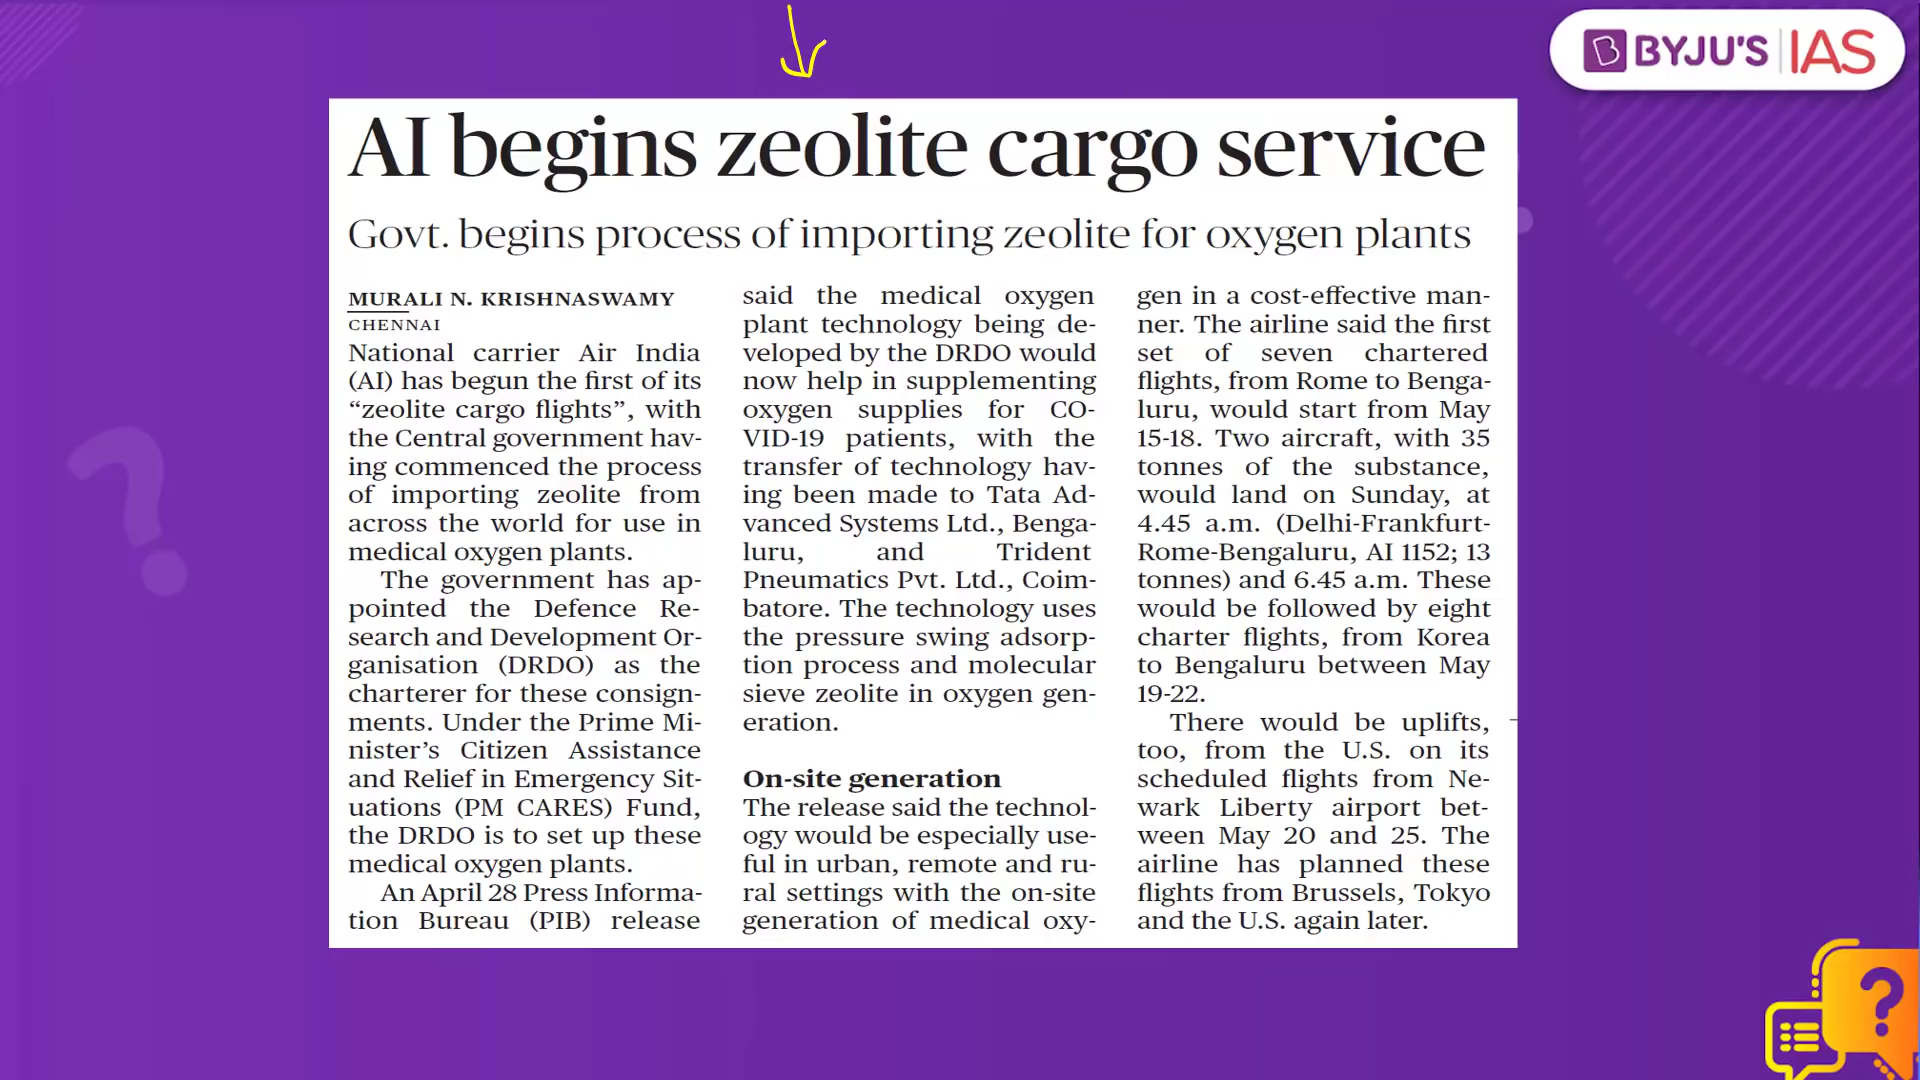 BYJU'S IAS
AI begins zeolite cargo service
Govt. begins process of importing zeolite for oxygen plants
MURALI N. KRISHNASWAMY
CHENNAI
National carrier Air India
(AI) has begun the first of its
“zeolite cargo flights”, with
the Central government hav-
ing commenced the process
of importing zeolite from
across the world for use in
medical oxygen plants.
The government has ap-
pointed the Defence Re-
search and Development Or-
ganisation (DRDO) as the
charterer for these consign-
ments. Under the Prime Mi-
nister’s Citizen Assistance
and Relief in Emergency Sit-
uations (PM CARES) Fund,
the DRDO is to set up these
medical oxygen plants.
An April 28 Press Informa-
tion Bureau (PIB) release
said the medical oxygen
plant technology being de-
veloped by the DRDO would
now help in supplementing
oxygen supplies for CO-
VID-19 patients, with the
transfer of technology hav-
ing been made to Tata Ad-
vanced Systems Ltd., Benga-
luru, and Trident
Pneumatics Pvt. Ltd., Coim-
batore. The technology uses
the pressure swing adsorp-
tion process and molecular
sieve zeolite in oxygen gen-
eration.
On-site generation
The release said the technol-
ogy would be especially use-
ful in urban, remote and ru-
ral settings with the on-site
generation of medical oxy-
gen in a cost-effective man-
ner. The airline said the first
set of seven chartered
flights, from Rome to Benga-
luru, would start from May
15-18. Two aircraft, with 35
tonnes of the substance,
would land on Sunday, at
4.45 a.m. (Delhi-Frankfurt-
Rome-Bengaluru, AI 1152; 13
tonnes) and 6.45 a.m. These
would be followed by eight
charter flights, from Korea
to Bengaluru between May
19-22.
There would be uplifts,
too, from the U.S. on its
scheduled flights from Ne-
wark Liberty airport bet-
ween May 20 and 25. The
airline has planned these
flights from Brussels, Tokyo
and the U.S. again later.